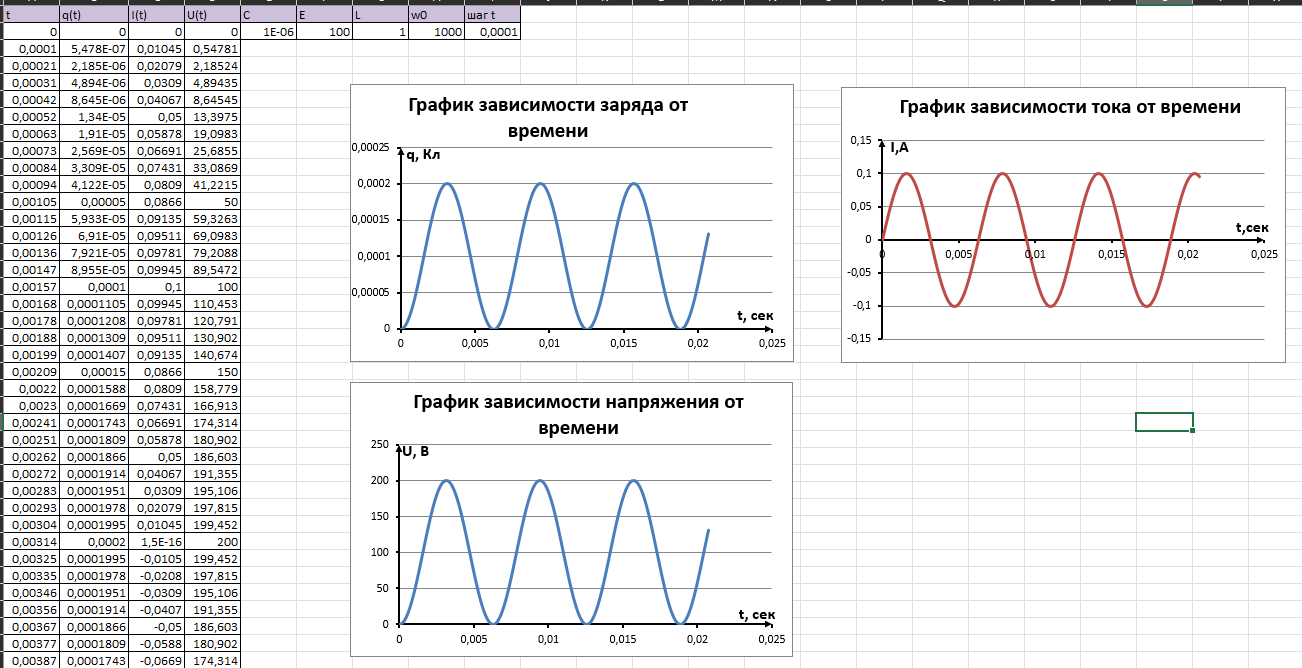 t q(t) I(t) U(t) C E L w0 шаг t
0 0 0 0 1E-06 100 1 1000 0,0001
0,0001 5,478E-07 0,01045 0,54781
0,00021 2,185E-06 0,02079 2,18524
0,00031 4,894E-06 0,0309 4,89435
0,00042 8,645E-06 0,04067 8,64545
0,00052 1,34E-05 0,05 13,3975
0,00063 1,91E-05 0,05878 19,0983
0,00073 2,569E-05 0,06691 25,6855
0,00084 3,309E-05 0,07431 33,0869
0,00094 4,122E-05 0,0809 41,2215
0,00105 0,00005 0,0866 50
0,00115 5,933E-05 0,09135 59,3263
0,00126 6,91E-05 0,09511 69,0983
0,00136 7,921E-05 0,09781 79,2088
0,00147 8,955E-05 0,09945 89,5472
0,00157 0,0001 0,1 100
0,00168 0,0001105 0,09945 110,453
0,00178 0,0001208 0,09781 120,791
0,00188 0,0001309 0,09511 130,902
0,00199 0,0001407 0,09135 140,674
0,00209 0,00015 0,0866 150
0,0022 0,0001588 0,0809 158,779
0,0023 0,0001669 0,07431 166,913
0,00241 0,0001743 0,06691 174,314
0,00251 0,0001809 0,05878 180,902
0,00262 0,0001866 0,05 186,603
0,00272 0,0001914 0,04067 191,355
0,00283 0,0001951 0,0309 195,106
0,00293 0,0001978 0,02079 197,815
0,00304 0,0001995 0,01045 199,452
0,00314 0,0002 1,5E-16 200
0,00325 0,0001995 -0,0105 199,452
0,00335 0,0001978 -0,0208 197,815
0,00346 0,0001951 -0,0309 195,106
0,00356 0,0001914 -0,0407 191,355
0,00367 0,0001866 -0,05 186,603
0,00377 0,0001809 -0,0588 180,902
0,00387 0,0001743 -0,0669 174,314
График зависимости заряда от
времени
q, Кл
0,00025
0,0002
0,00015
0,0001
0,00005
0
t, сек
0 0,005 0,01 0,015 0,02 0,025
График зависимости тока от времени
I,А
0,15
0,1
0,05
0
-0,05
-0,1
-0,15
t,сек
0 0,005 0,01 0,015 0,02 0,025
График зависимости напряжения от
времени
U, В
250
200
150
100
50
0
t, сек
0 0,005 0,01 0,015 0,02 0,025